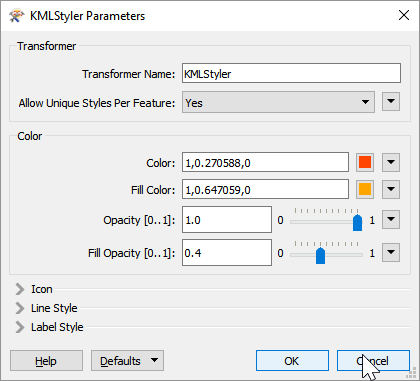 KMLStyler Parameters
Transformer
Transformer Name: KMLStyler
Allow Unique Styles Per Feature: Yes
Color
Color: 1,0.270588,0
Fill Color: 1,0.647059,0
Opacity [0..1]: 1.0 0 1
Fill Opacity [0..1]: 0.4 0 1
Icon
Line Style
Label Style
Help Defaults OK Cancel